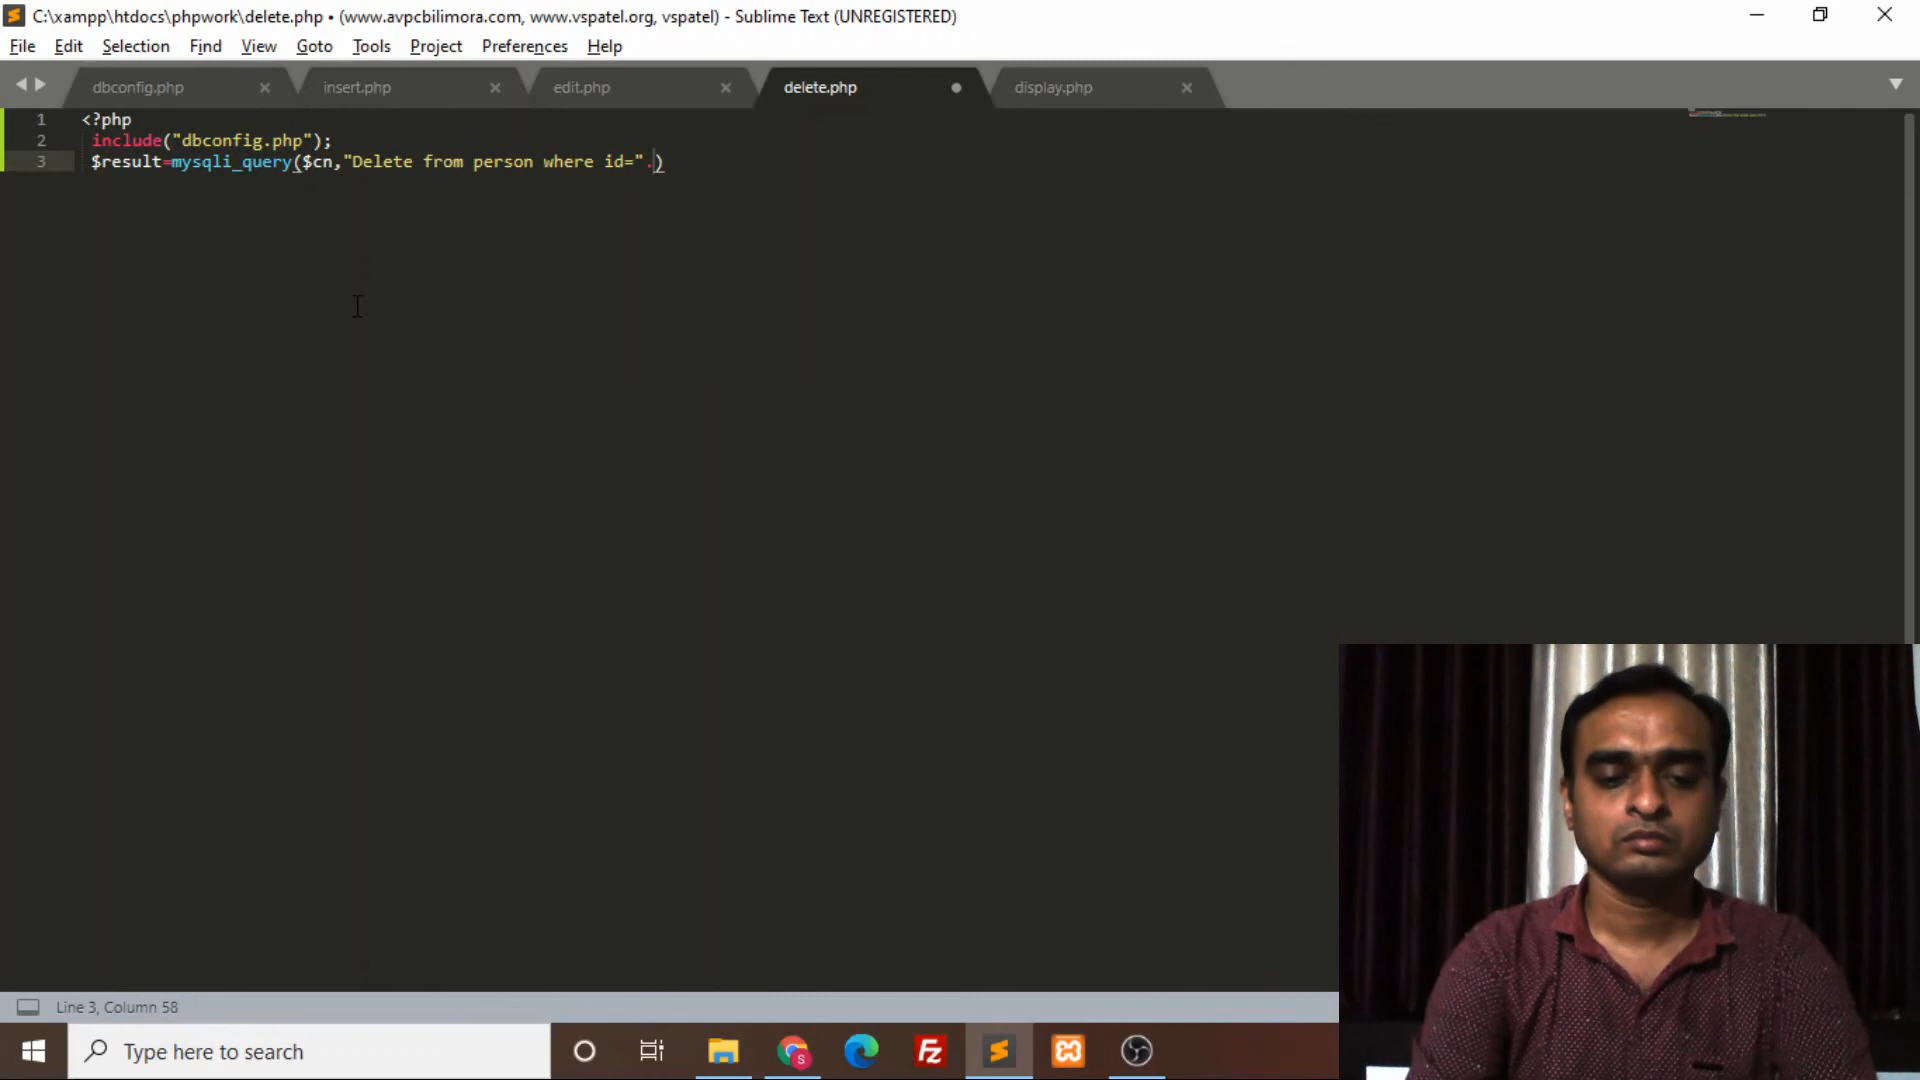 C:\xampp\htdocs\phpwork\delete.php • (www.avpcbilimora.com, www.vspatel.org, vspatel) - Sublime Text (UNREGISTERED)
File Edit Selection Find View Goto Tools Project Preferences Help
dbconfig.php insert.php edit.php delete.php display.php
1 <?php
2 include("dbconfig.php");
3 $result=mysqli_query($cn,"Delete from person where id=".)
Line 3, Column 58
Type here to search